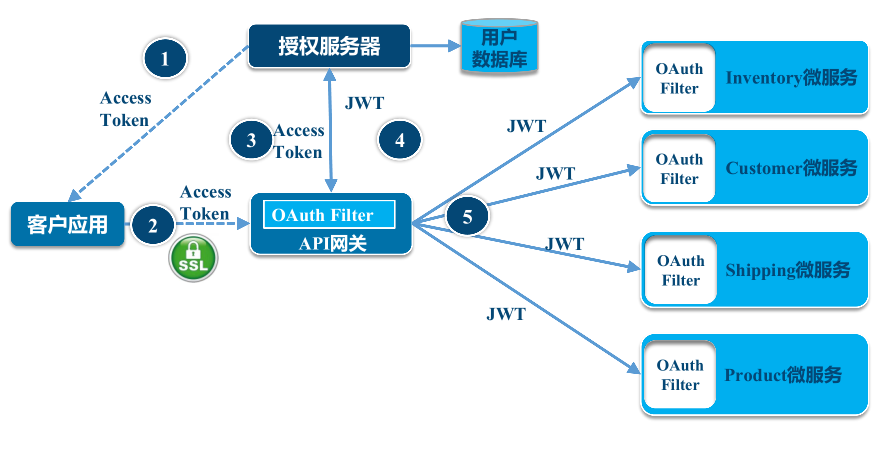 授权服务器
用户
数据库
1
Access
Token
JWT
3
Access
Token
4
客户应用
2
Access
Token
SSL
OAuth Filter
API网关
5
JWT
JWT
JWT
JWT
OAuth
Filter
Inventory微服务
OAuth
Filter
Customer微服务
OAuth
Filter
Shipping微服务
OAuth
Filter
Product微服务